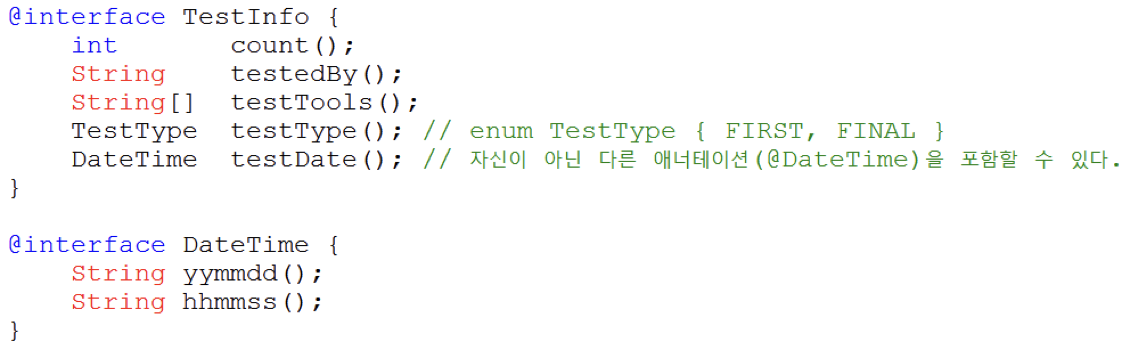 @interface TestInfo {
    int       count();
    String    testedBy();
    String[]  testTools();
    TestType  testType(); // enum TestType { FIRST, FINAL }
    DateTime  testDate(); // 자신이 아닌 다른 애너테이션(@DateTime)을 포함할 수 있다.
}

@interface DateTime {
    String yymmdd();
    String hhmmss();
}